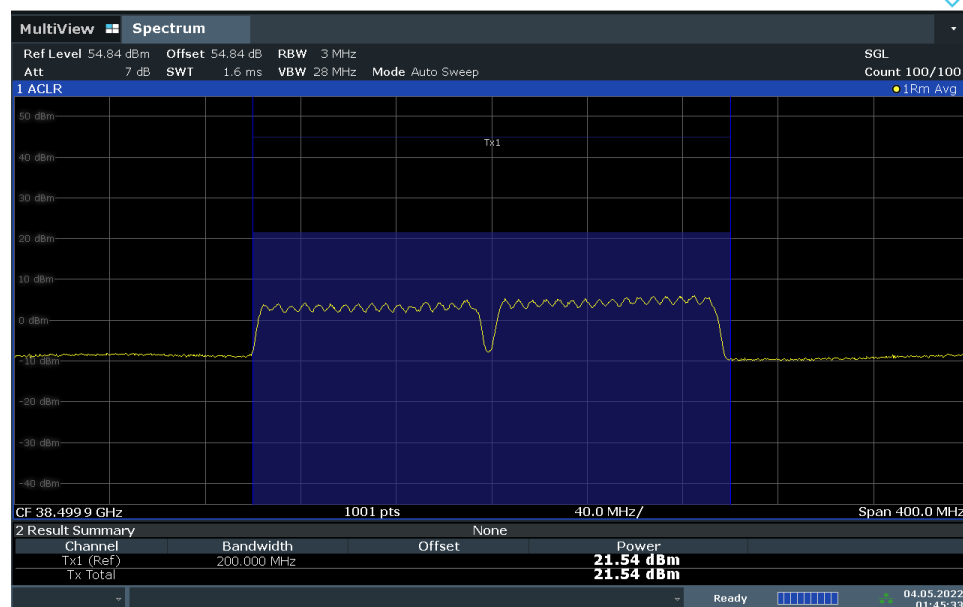 MultiView Spectrum
Ref Level 54.84 dBm Offset 54.84 dB RBW 3 MHz SGL
Att 7 dB SWT 1.6 ms VBW 28 MHz Mode Auto Sweep Count 100/100
1 ACLR 1Rm Avg
50 dBm
Tx1
40 dBm
30 dBm
20 dBm
10 dBm
0 dBm
-10 dBm
-20 dBm
-30 dBm
-40 dBm
CF 38.4999 GHz 1001 pts 40.0 MHz/ Span 400.0 MHz
2 Result Summary None
Channel Bandwidth Offset Power
Tx1 (Ref) 200.000 MHz 21.54 dBm
Tx Total 21.54 dBm
Ready 04.05.2022
01:45:33